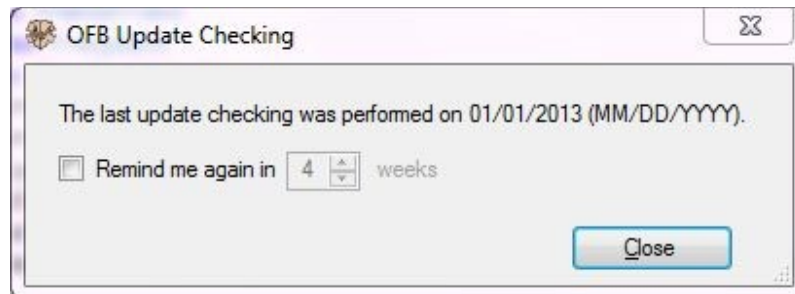 OFB Update Checking
The last update checking was performed on 01/01/2013 (MM/DD/YYYY).
Remind me again in 4 weeks
Close